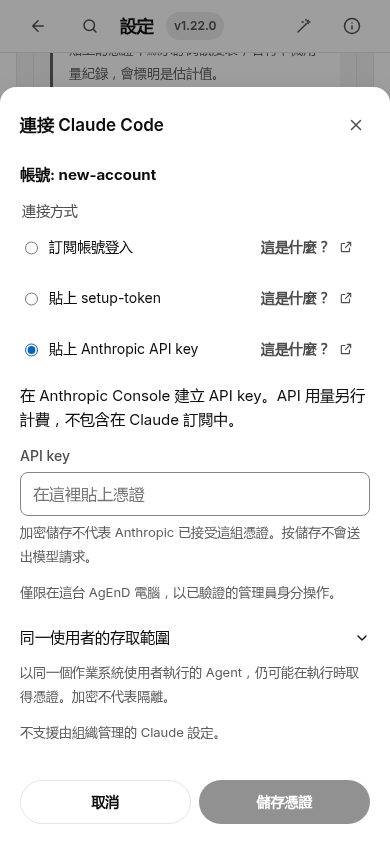 設定 v1.22.0
量紀錄，會標明是估計值。
連接 Claude Code
帳號: new-account
連接方式
訂閱帳號登入 這是什麼？
貼上 setup-token 這是什麼？
貼上 Anthropic API key 這是什麼？
在 Anthropic Console 建立 API key。API 用量另行
計費，不包含在 Claude 訂閱中。
API key
在這裡貼上憑證
加密儲存不代表 Anthropic 已接受這組憑證。按儲存不會送
出模型請求。
僅限在這台 AgEnD 電腦，以已驗證的管理員身分操作。
同一使用者的存取範圍
以同一個作業系統使用者執行的 Agent，仍可能在執行時取
得憑證。加密不代表隔離。
不支援由組織管理的 Claude 設定。
取消 儲存憑證